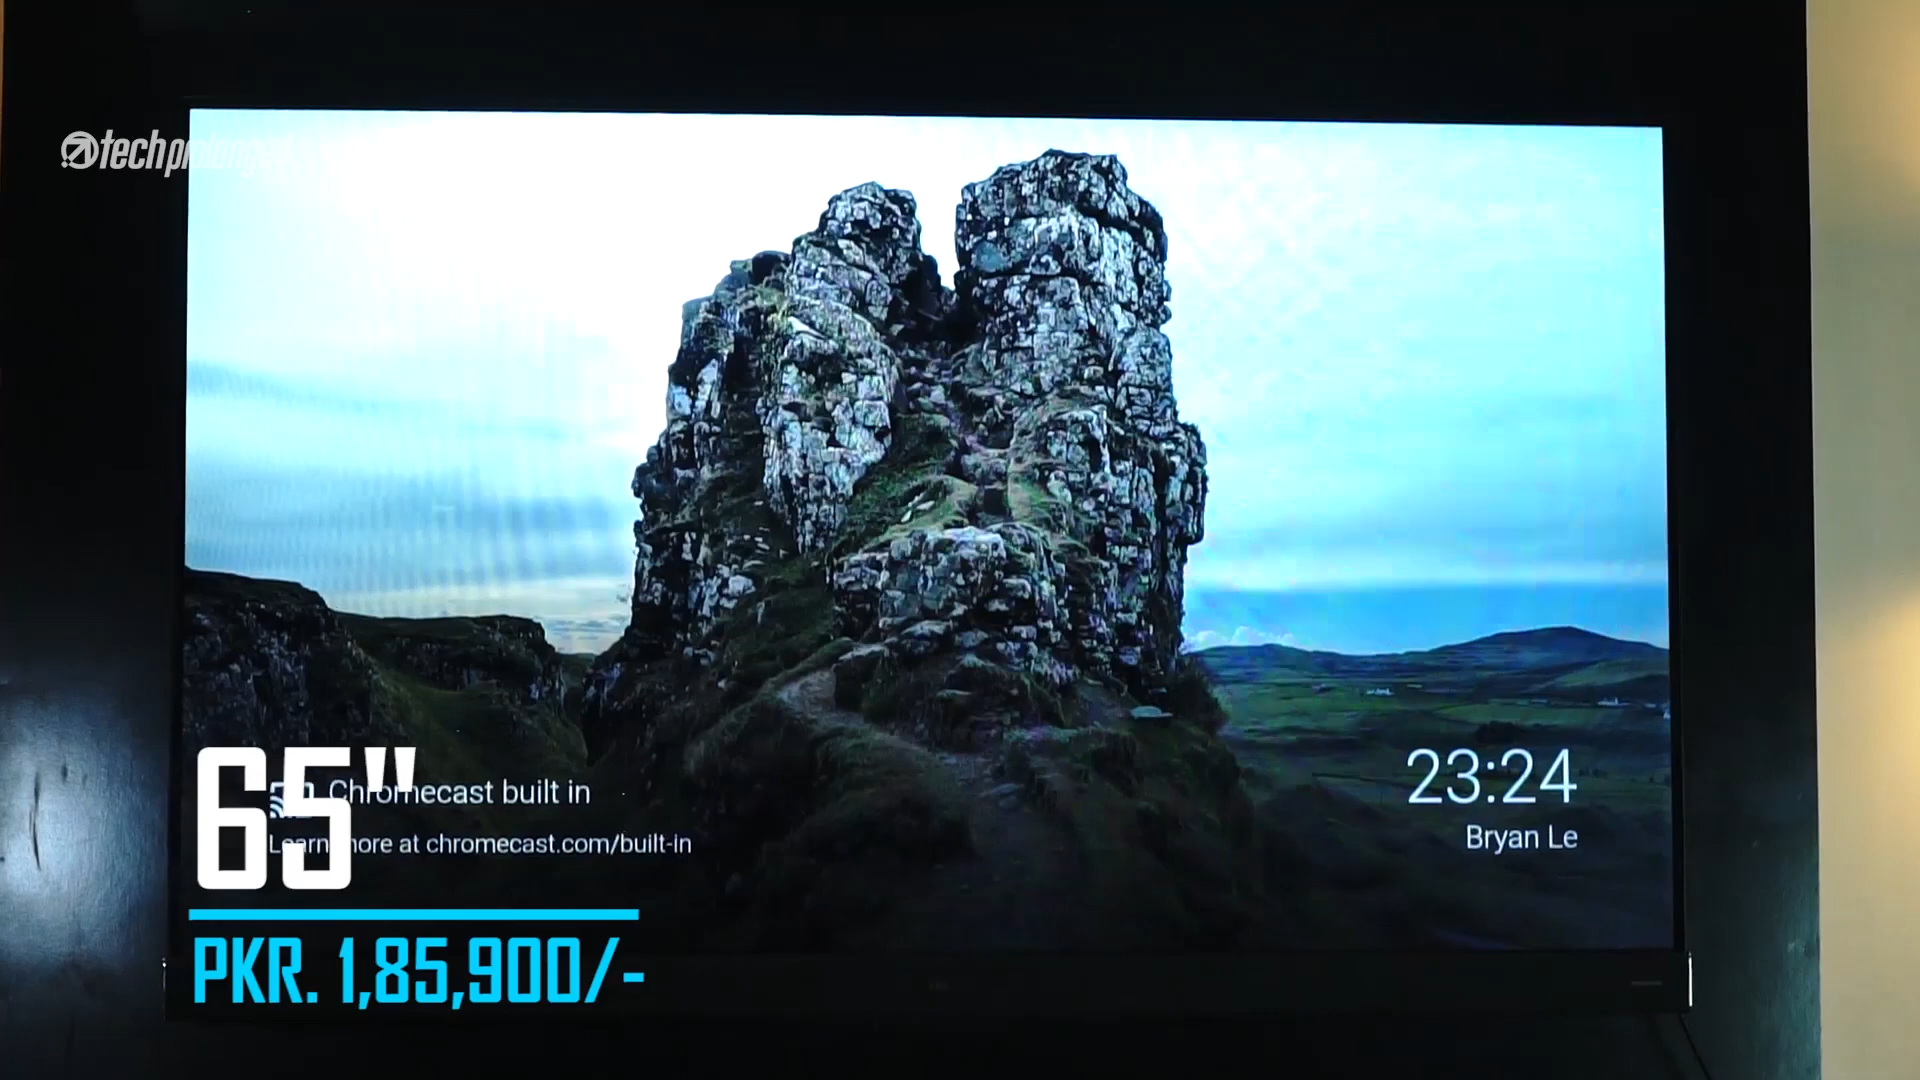 techprolonged
Chromecast built in
65"
Learn more at chromecast.com/built-in
23:24
Bryan Le
PKR. 1,85,900/-